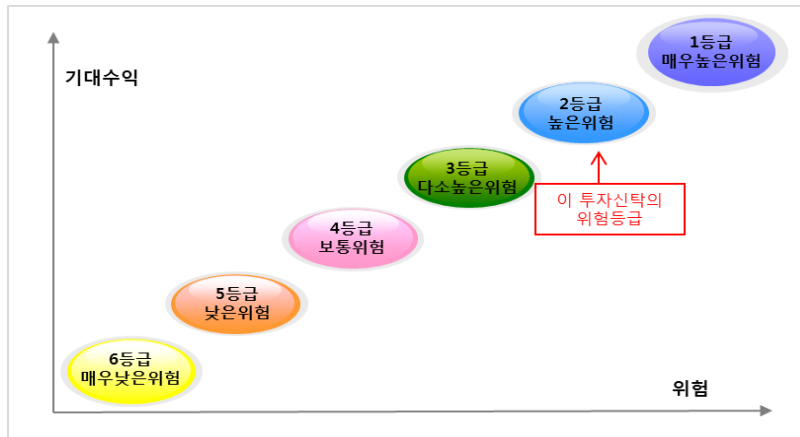 1등급
매우높은위험
기대수익
2등급
높은위험
3등급
다소높은위험
이 투자신탁의
위험등급
4등급
보통위험
5등급
낮은위험
6등급
매우낮은위험
위험